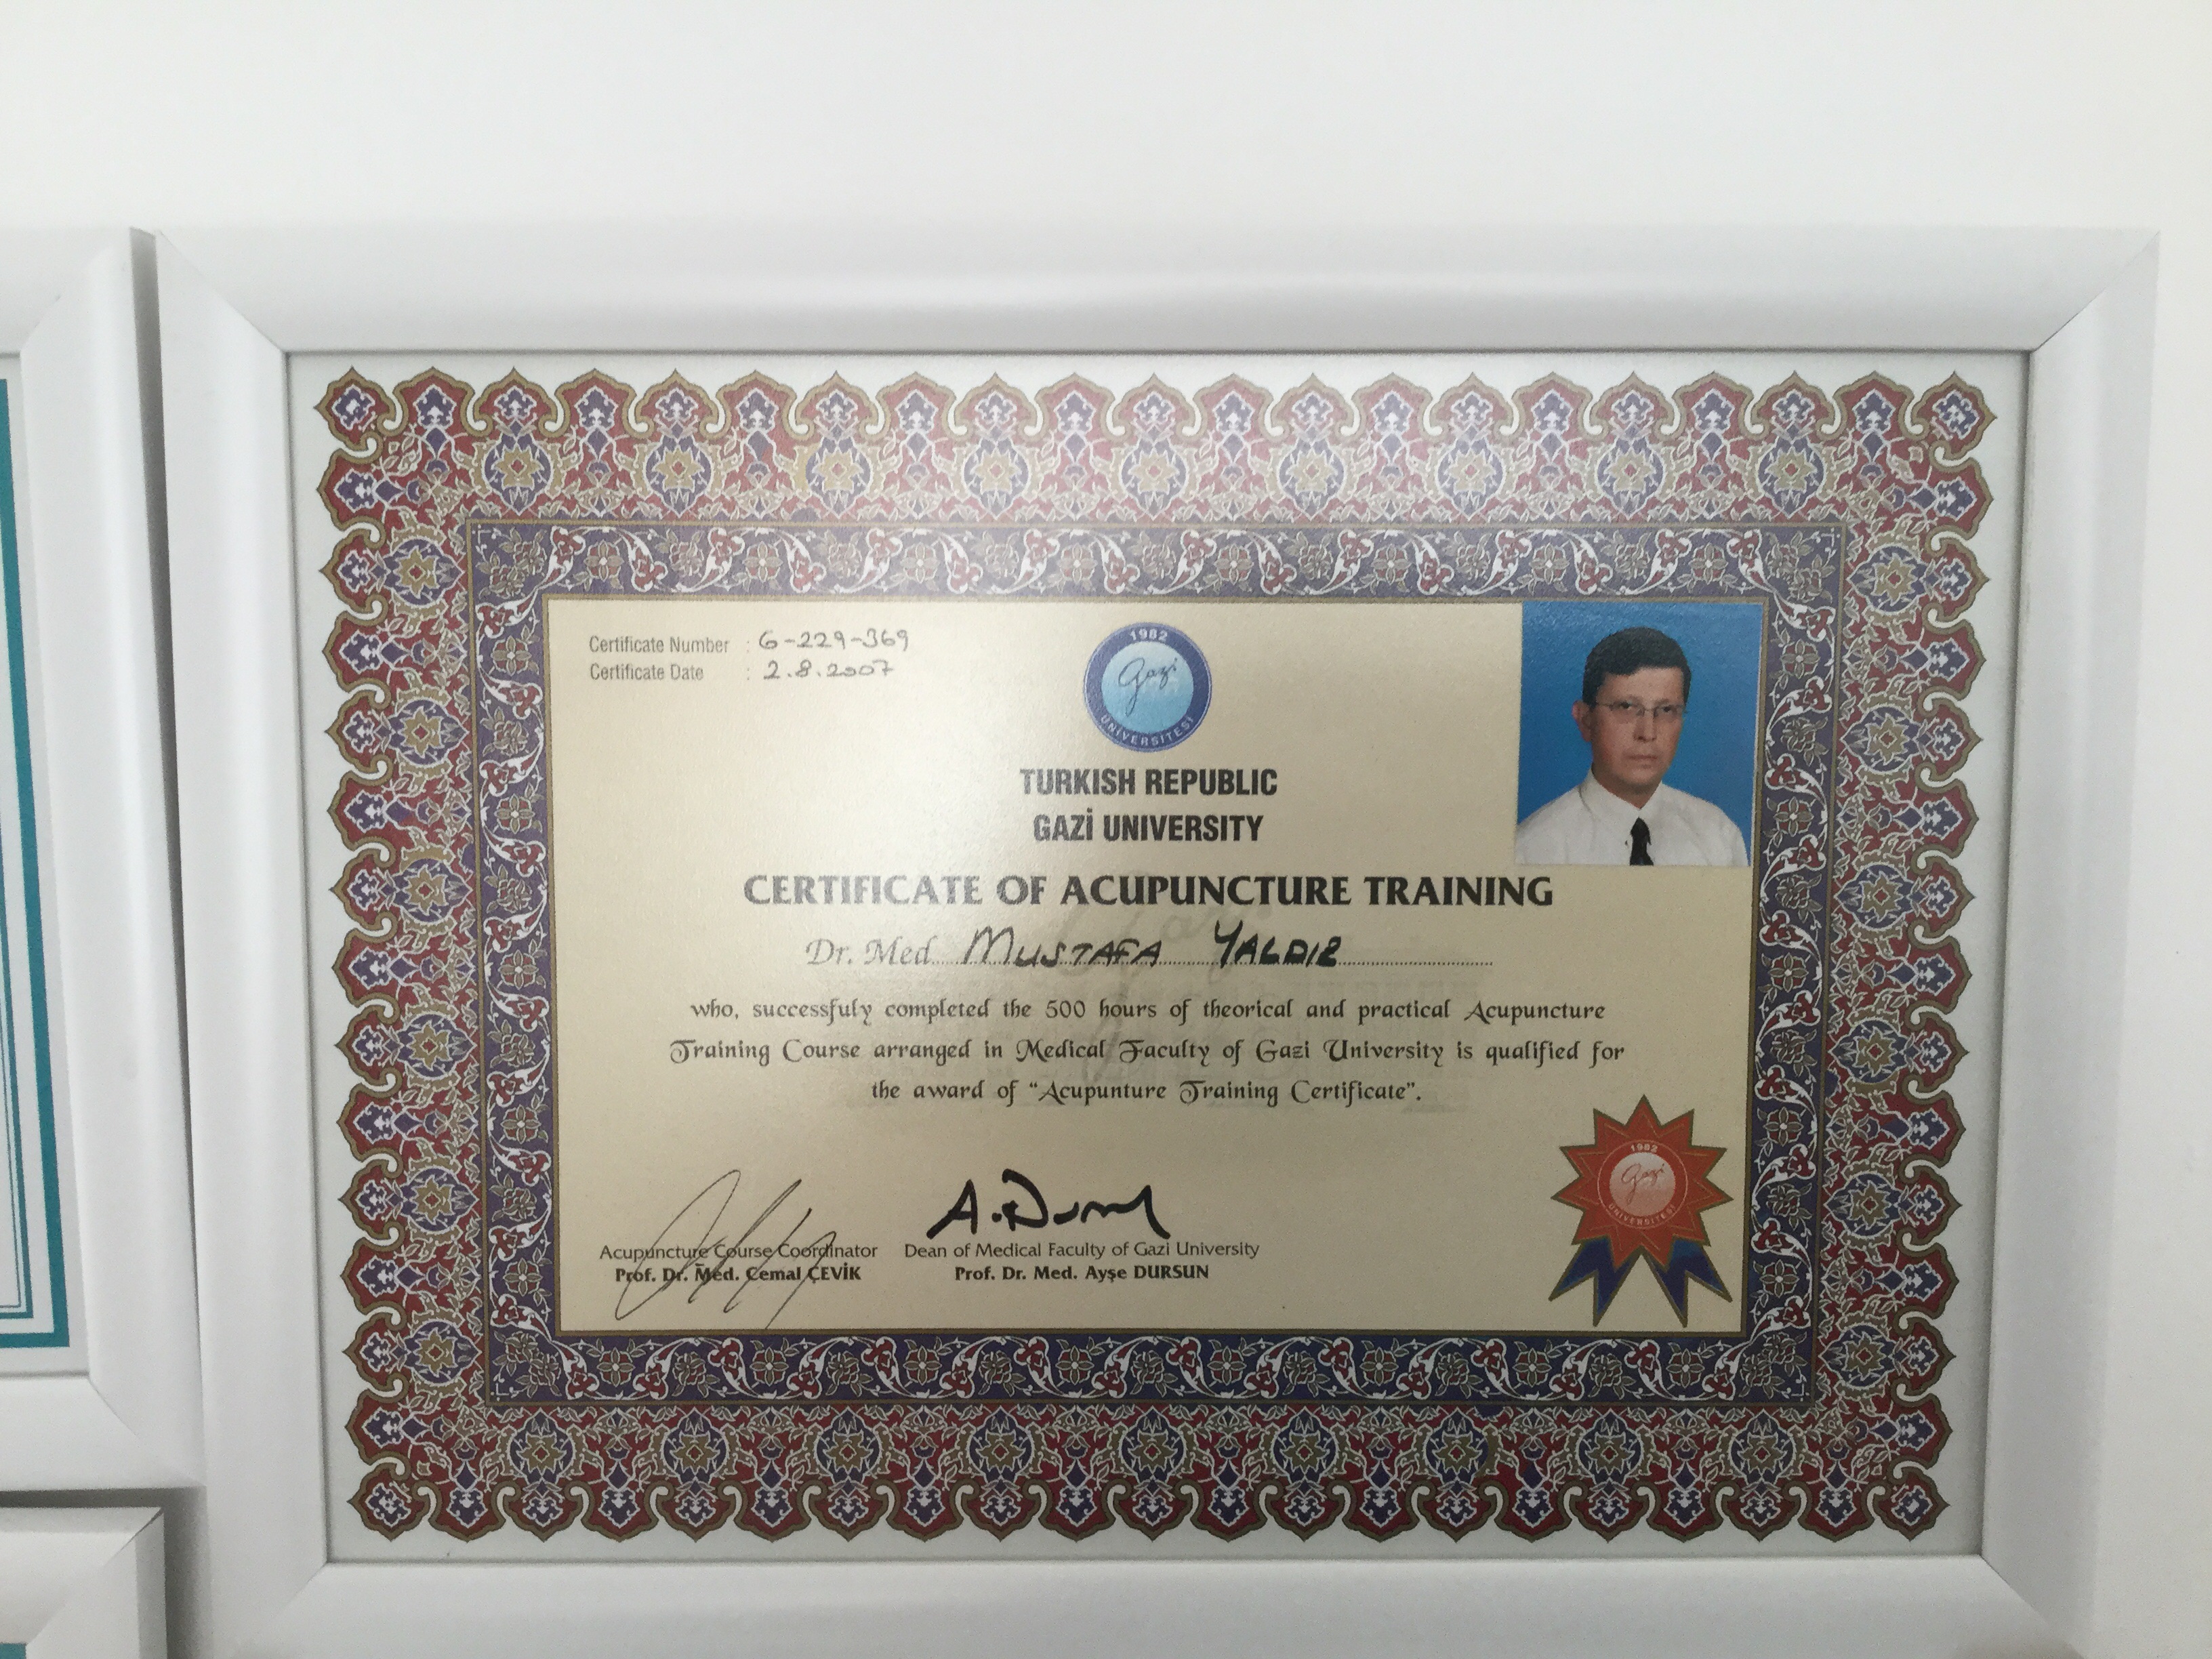 Certificate Number : G-229-369
Certificate Date : 2.8.2007
1982
Gazi
ÜNİVERSİTESİ
TURKISH REPUBLIC
GAZİ UNIVERSITY
CERTIFICATE OF ACUPUNCTURE TRAINING
Dr. Med. MUSTAFA YALDIZ
who, successfuly completed the 500 hours of theorical and practical Acupuncture
Training Course arranged in Medical Faculty of Gazi University is qualified for
the award of “Acupunture Training Certificate”.
A. Dursun
Acupuncture Course Coordinator
Prof. Dr. Med. Cemal ÇEVİK
Dean of Medical Faculty of Gazi University
Prof. Dr. Med. Ayşe DURSUN
1982
Gazi
ÜNİVERSİTESİ